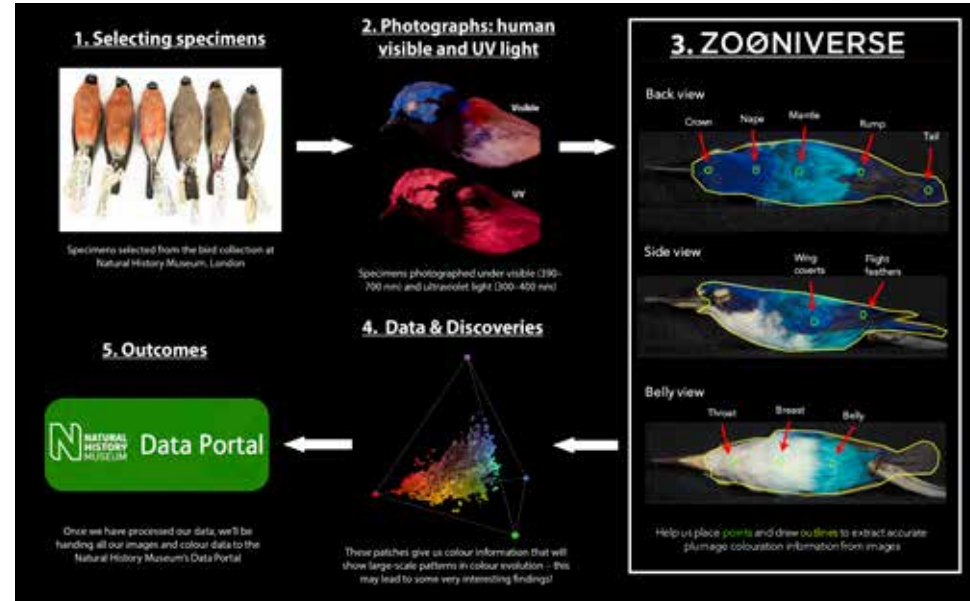 1. Selecting specimens
Specimens selected from the bird collection at
Natural History Museum, London
2. Photographs: human
visible and UV light
Visible
UV
Specimens photographed under visible (390–
700 nm) and ultraviolet light (300–400 nm)
3. ZOØNIVERSE
Back view
Crown
Nape
Mantle
Rump
Tail
Side view
Wing
coverts
Flight
feathers
Belly view
Throat
Breast
Belly
Help us place points and draw outlines to extract accurate
plumage colouration information from images
4. Data & Discoveries
These patches give us colour information that will
show large-scale patterns in colour evolution – this
may lead to some very interesting findings!
5. Outcomes
N
NATURAL
HISTORY
MUSEUM
Data Portal
Once we have processed our data, we'll be
handing all our images and colour data to the
Natural History Museum's Data Portal